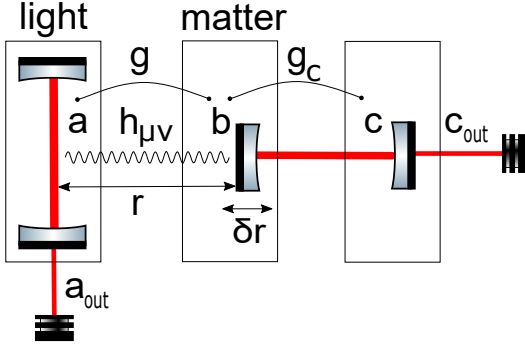 light matter
g g_c
a h_μν b c c_out
r
δr
a_out